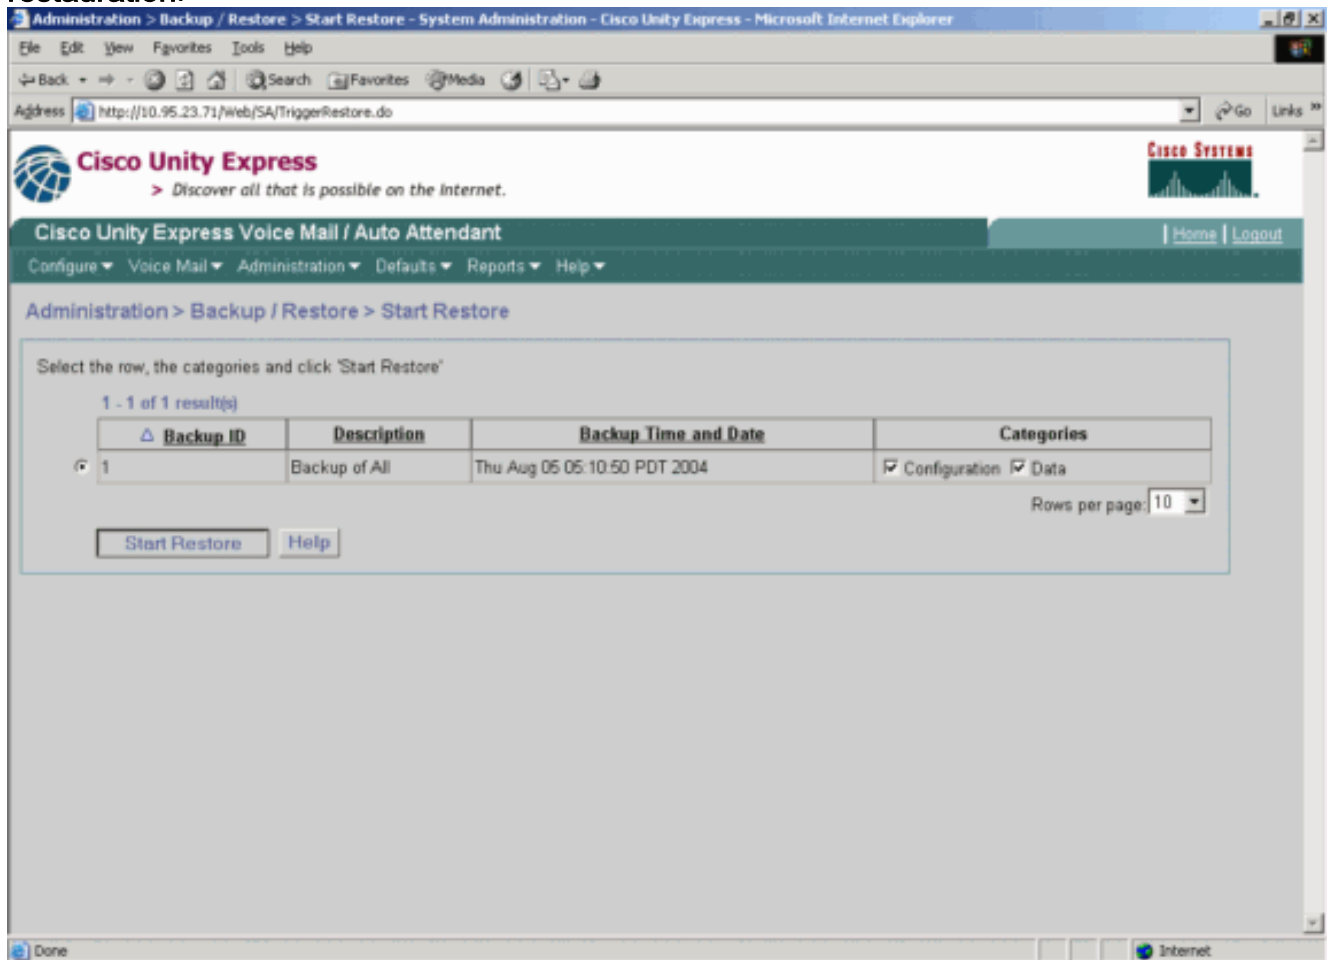 restauration.
Administration > Backup / Restore > Start Restore - System Administration - Cisco Unity Express - Microsoft Internet Explorer
File Edit View Favorites Tools Help
Back Search Favorites Media
Address http://10.95.23.71/Web/SA/TriggerRestore.do Go Links »
Cisco Unity Express
> Discover all that is possible on the Internet.
CISCO SYSTEMS
Cisco Unity Express Voice Mail / Auto Attendant
| Home | Logout
Configure Voice Mail Administration Defaults Reports Help
Administration > Backup / Restore > Start Restore
Select the row, the categories and click 'Start Restore'
1 - 1 of 1 result(s)
Backup ID Description Backup Time and Date Categories
1 Backup of All Thu Aug 05 05:10:50 PDT 2004 Configuration Data
Rows per page: 10
Start Restore Help
Done Internet